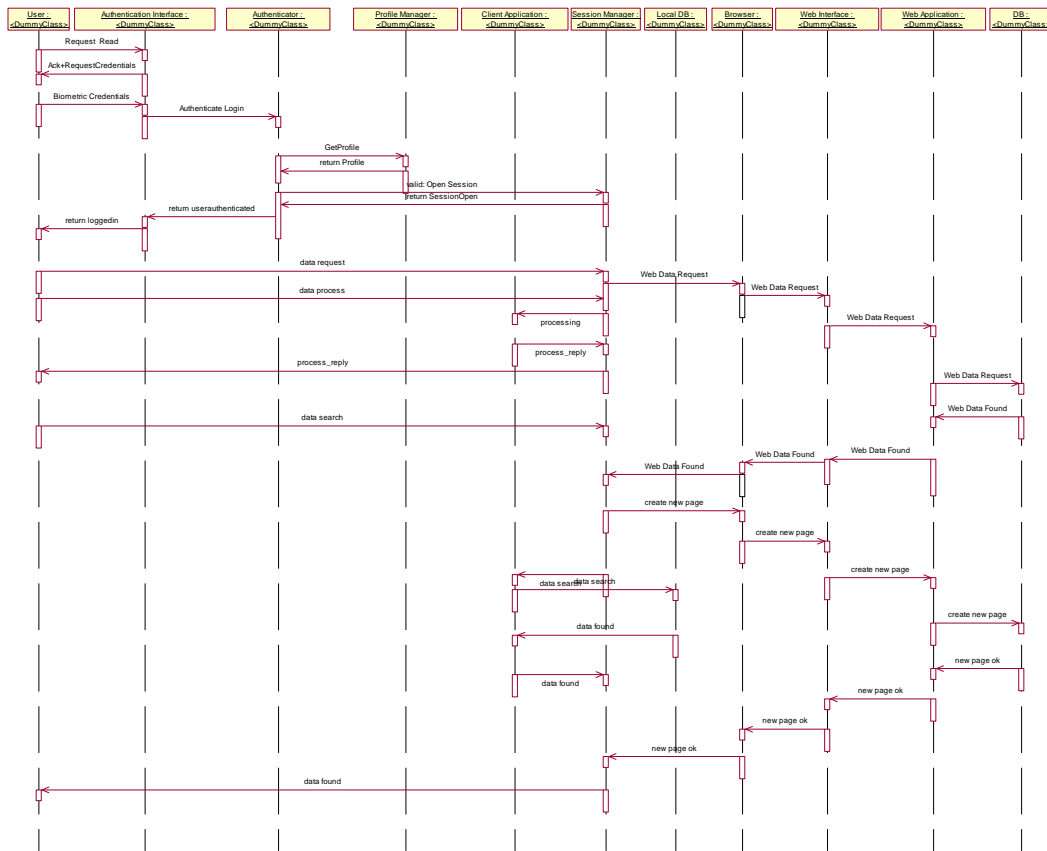 User :
<DummyClass>
Authentication Interface :
<DummyClass>
Authenticator :
<DummyClass>
Profile Manager :
<DummyClass>
Client Application :
<DummyClass>
Session Manager :
<DummyClass>
Local DB :
<DummyClass>
Browser :
<DummyClass>
Web Interface :
<DummyClass>
Web Application :
<DummyClass>
DB :
<DummyClass>
Request Read
Ack+RequestCredentials
Biometric Credentials
Authenticate Login
GetProfile
return Profile
valid: Open Session
return SessionOpen
return userauthenticated
return loggedin
data request
Web Data Request
Web Data Request
data process
processing
Web Data Request
process_reply
process_reply
Web Data Request
Web Data Found
data search
Web Data Found
Web Data Found
Web Data Found
create new page
create new page
create new page
data search
data search
create new page
data found
new page ok
data found
new page ok
new page ok
new page ok
data found